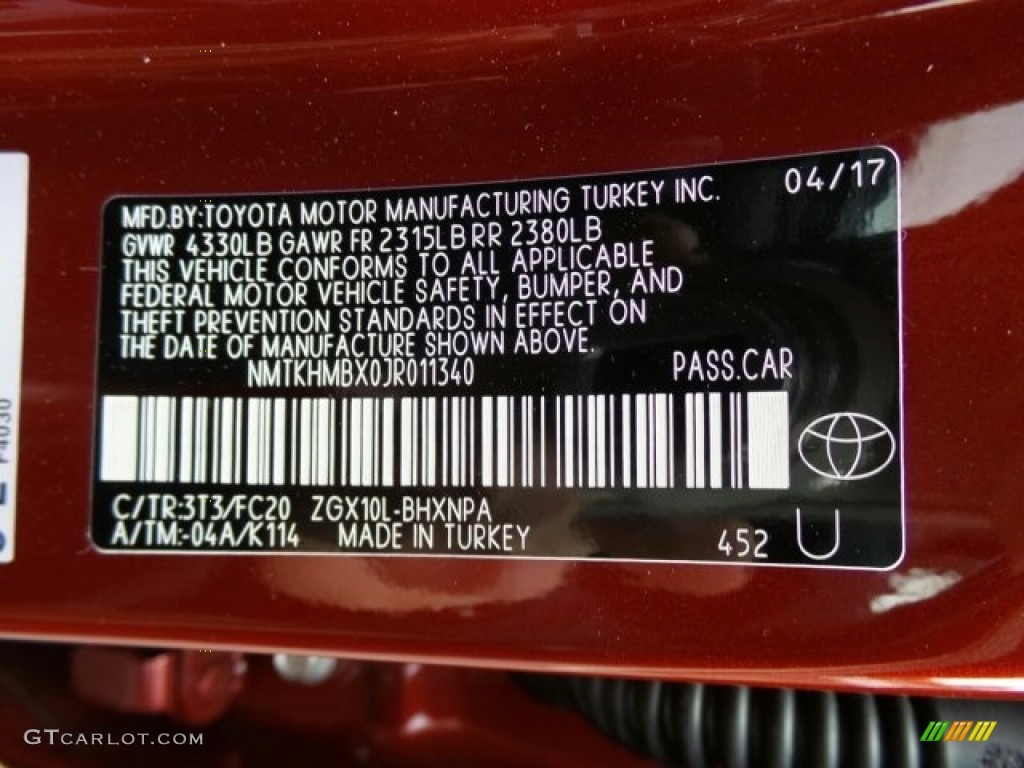 MFD.BY:TOYOTA MOTOR MANUFACTURING TURKEY INC. 04/17
GVWR 4330LB GAWR FR 2315LB RR 2380LB
THIS VEHICLE CONFORMS TO ALL APPLICABLE
FEDERAL MOTOR VEHICLE SAFETY, BUMPER, AND
THEFT PREVENTION STANDARDS IN EFFECT ON
THE DATE OF MANUFACTURE SHOWN ABOVE.
NMTKHMBX0JR011340 PASS.CAR
C/TR:3T3/FC20 ZGX10L-BHXNPA
A/TM:-04A/K114 MADE IN TURKEY 452 U
F4030
GTCARLOT.COM